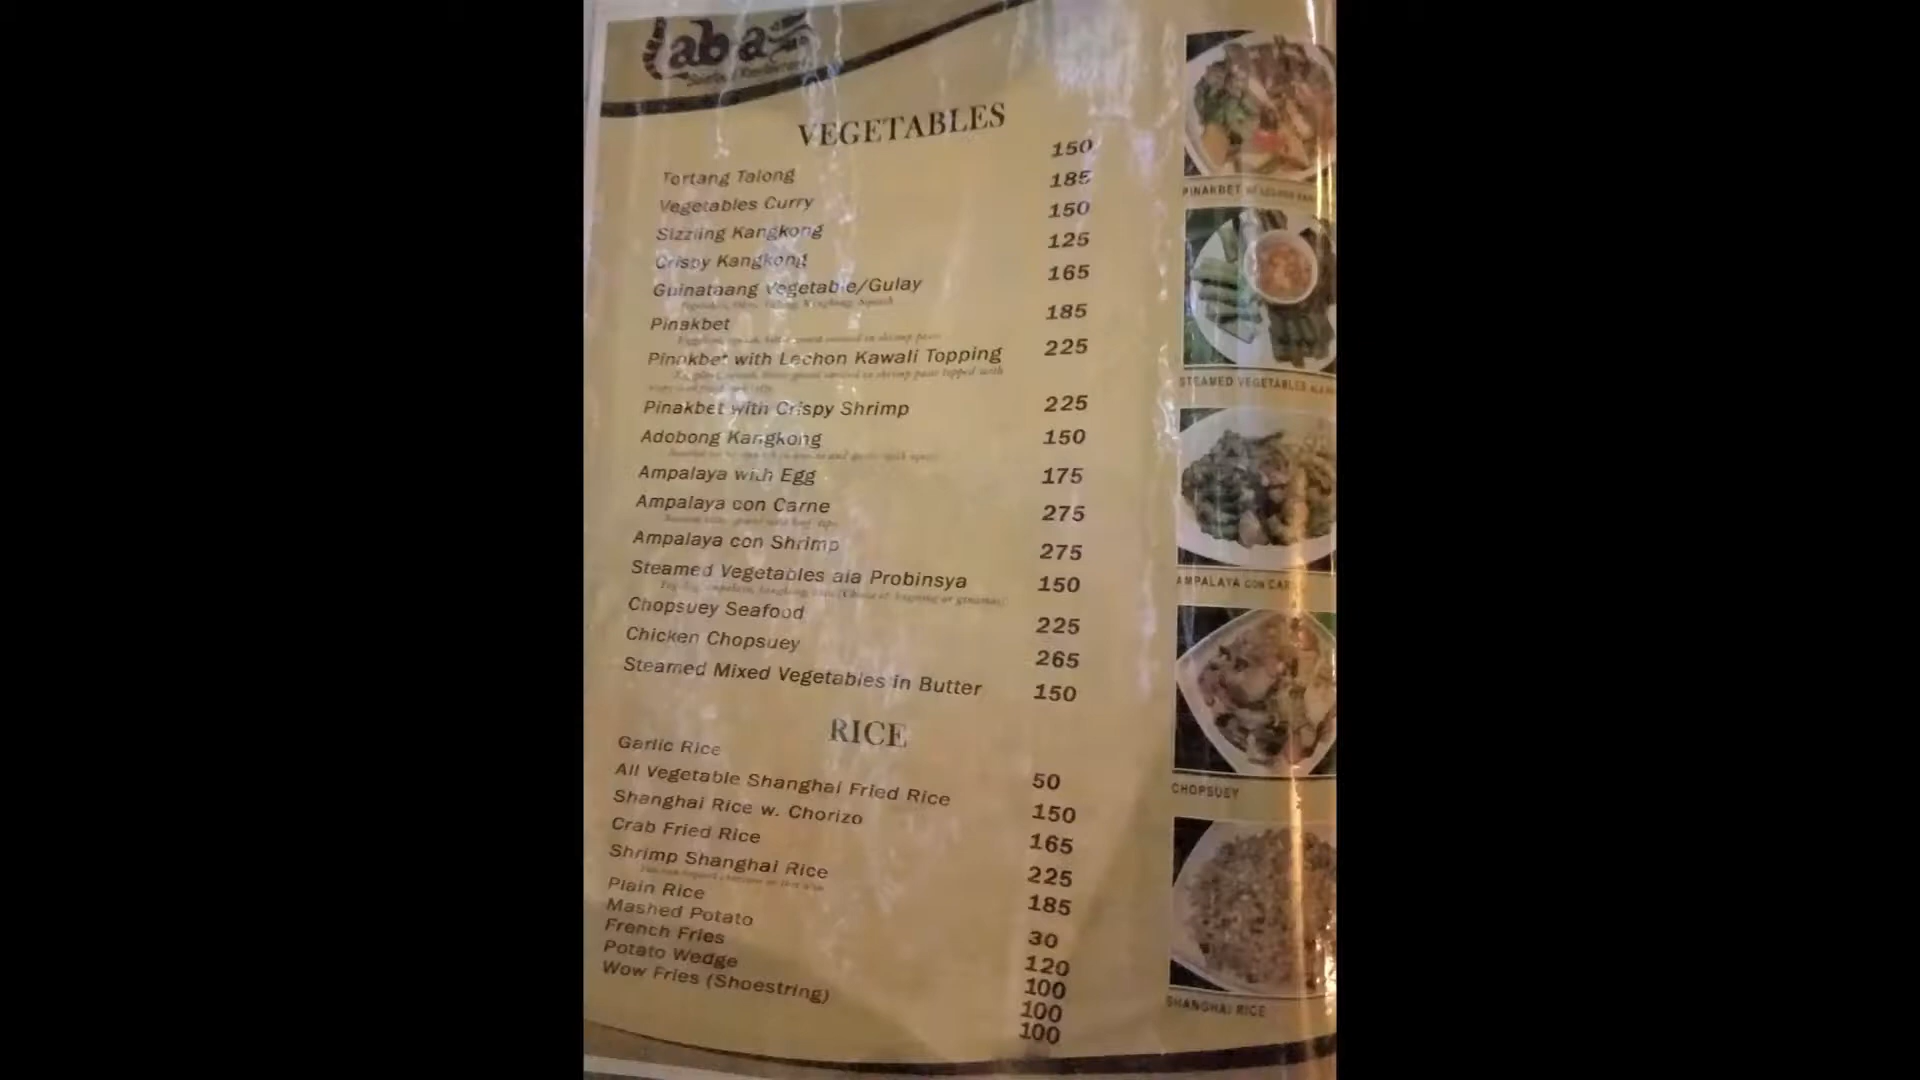 Labaz
Seafood Restaurant
VEGETABLES
Tortang Talong 150
Vegetables Curry 185
Sizzling Kangkong 150
Crispy Kangkong 125
Guinataang Vegetable/Gulay 165
Pinakbet 185
Pinakbet with Lechon Kawali Topping 225
Pinakbet with Crispy Shrimp 225
Adobong Kangkong 150
Ampalaya with Egg 175
Ampalaya con Carne 275
Ampalaya con Shrimp 275
Steamed Vegetables ala Probinsya 150
Chopsuey Seafood 225
Chicken Chopsuey 265
Steamed Mixed Vegetables in Butter 150
RICE
Garlic Rice 50
All Vegetable Shanghai Fried Rice 150
Shanghai Rice w. Chorizo 165
Crab Fried Rice 225
Shrimp Shanghai Rice 185
Plain Rice 30
Mashed Potato 120
French Fries 100
Potato Wedge 100
Wow Fries (Shoestring) 100
PINAKBET
STEAMED VEGETABLES
AMPALAYA CON CAR
CHOPSUEY
SHANGHAI RICE